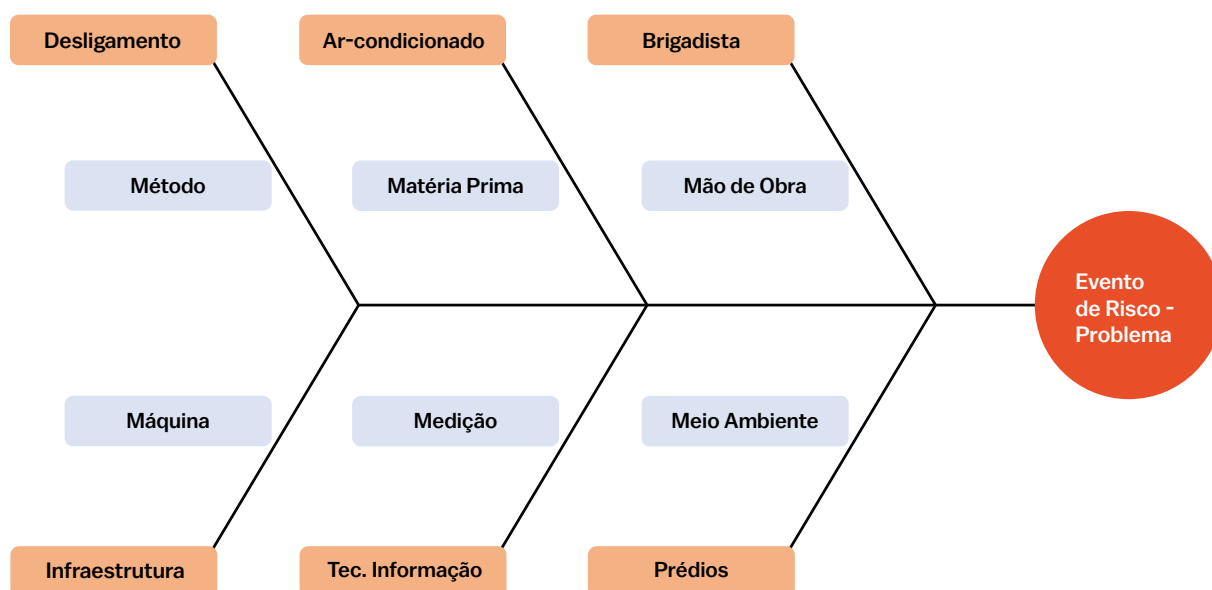 Desligamento
Ar-condicionado
Brigadista
Método
Matéria Prima
Mão de Obra
Evento
de Risco -
Problema
Máquina
Medição
Meio Ambiente
Infraestrutura
Tec. Informação
Prédios